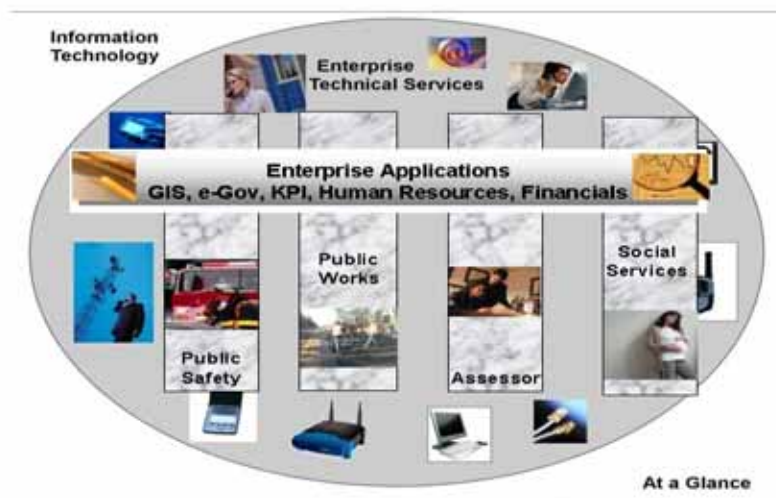 Information
Technology
Enterprise
Technical Services
Enterprise Applications
GIS, e-Gov, KPI, Human Resources, Financials
Public
Works
Social
Services
Public
Safety
Assessor
At a Glance